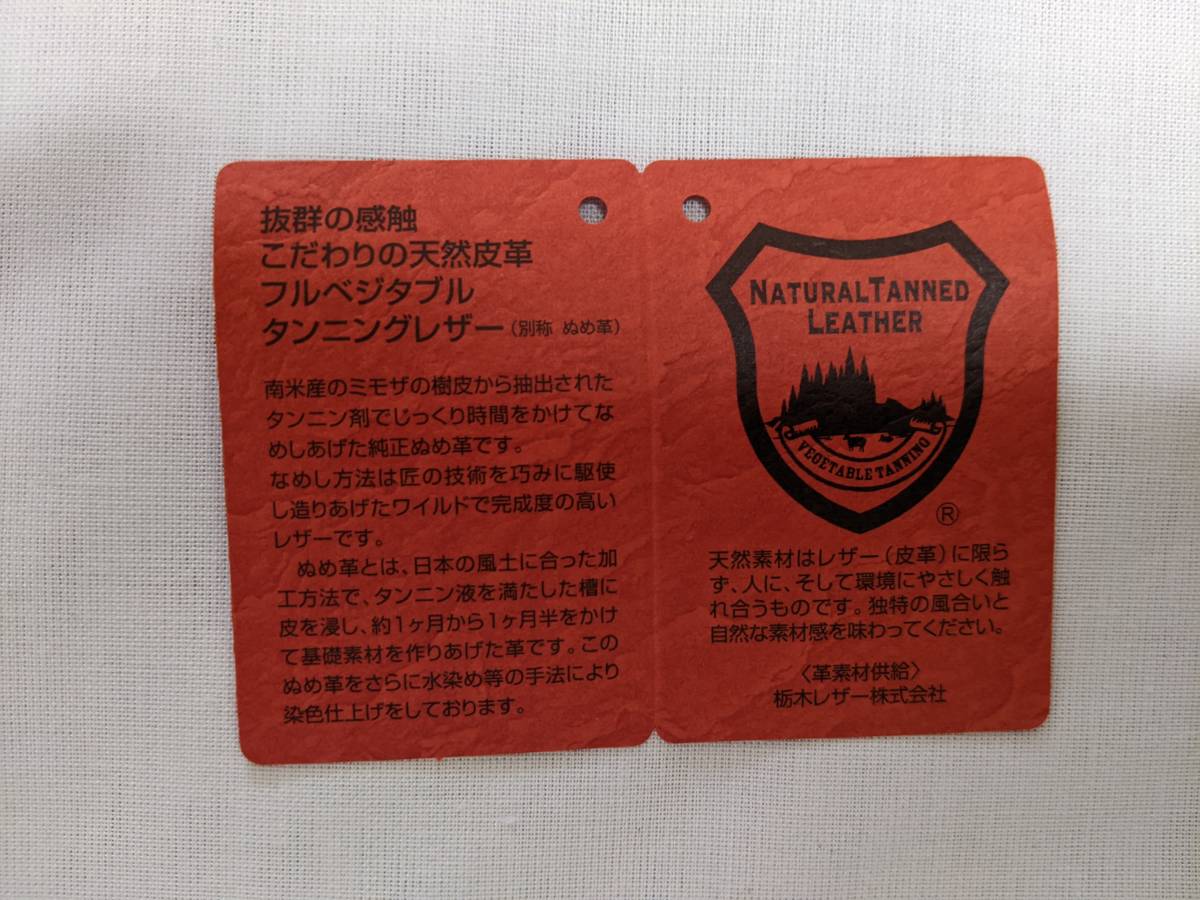 抜群の感触
こだわりの天然皮革
フルベジタブル
タンニングレザー（別称 ぬめ革）
南米産のミモザの樹皮から抽出された
タンニン剤でじっくり時間をかけてな
めしあげた純正ぬめ革です。
なめし方法は匠の技術を巧みに駆使
し造りあげたワイルドで完成度の高い
レザーです。
ぬめ革とは、日本の風土に合った加
工方法で、タンニン液を満たした槽に
皮を浸し、約1ヶ月から1ヶ月半をかけ
て基礎素材を作りあげた革です。この
ぬめ革をさらに水染め等の手法により
染色仕上げをしております。
NATURAL TANNED
LEATHER
VEGETABLE TANNING
®
天然素材はレザー（皮革）に限ら
ず、人に、そして環境にやさしく触
れ合うものです。独特の風合いと
自然な素材感を味わってください。
〈革素材供給〉
栃木レザー株式会社